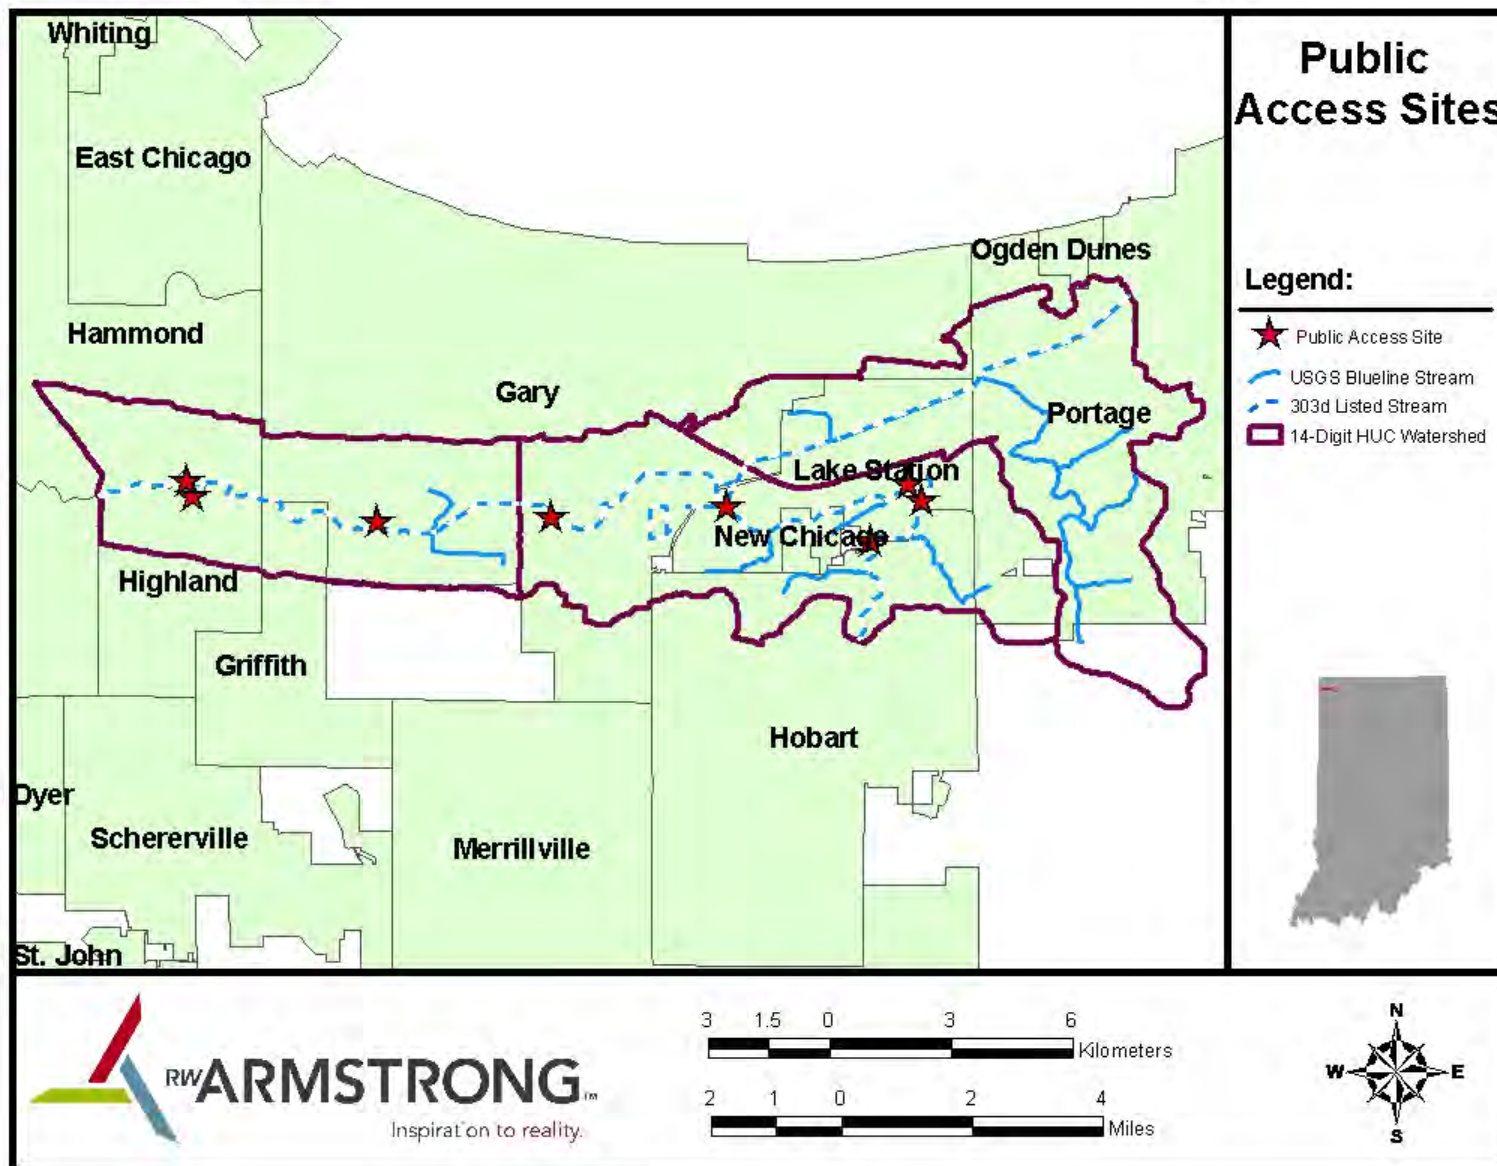 Whiting
East Chicago
Hammond
Gary
Ogden Dunes
Portage
Lake Station
New Chicago
Highland
Griffith
Hobart
Dyer
Schererville
Merrillville
St. John
Public
Access Sites
Legend:
Public Access Site
USGS Blueline Stream
303d Listed Stream
14-Digit HUC Watershed
RWARMSTRONG™
Inspiration to reality.
3 1.5 0 3 6
Kilometers
2 1 0 2 4
Miles
N
W E
S